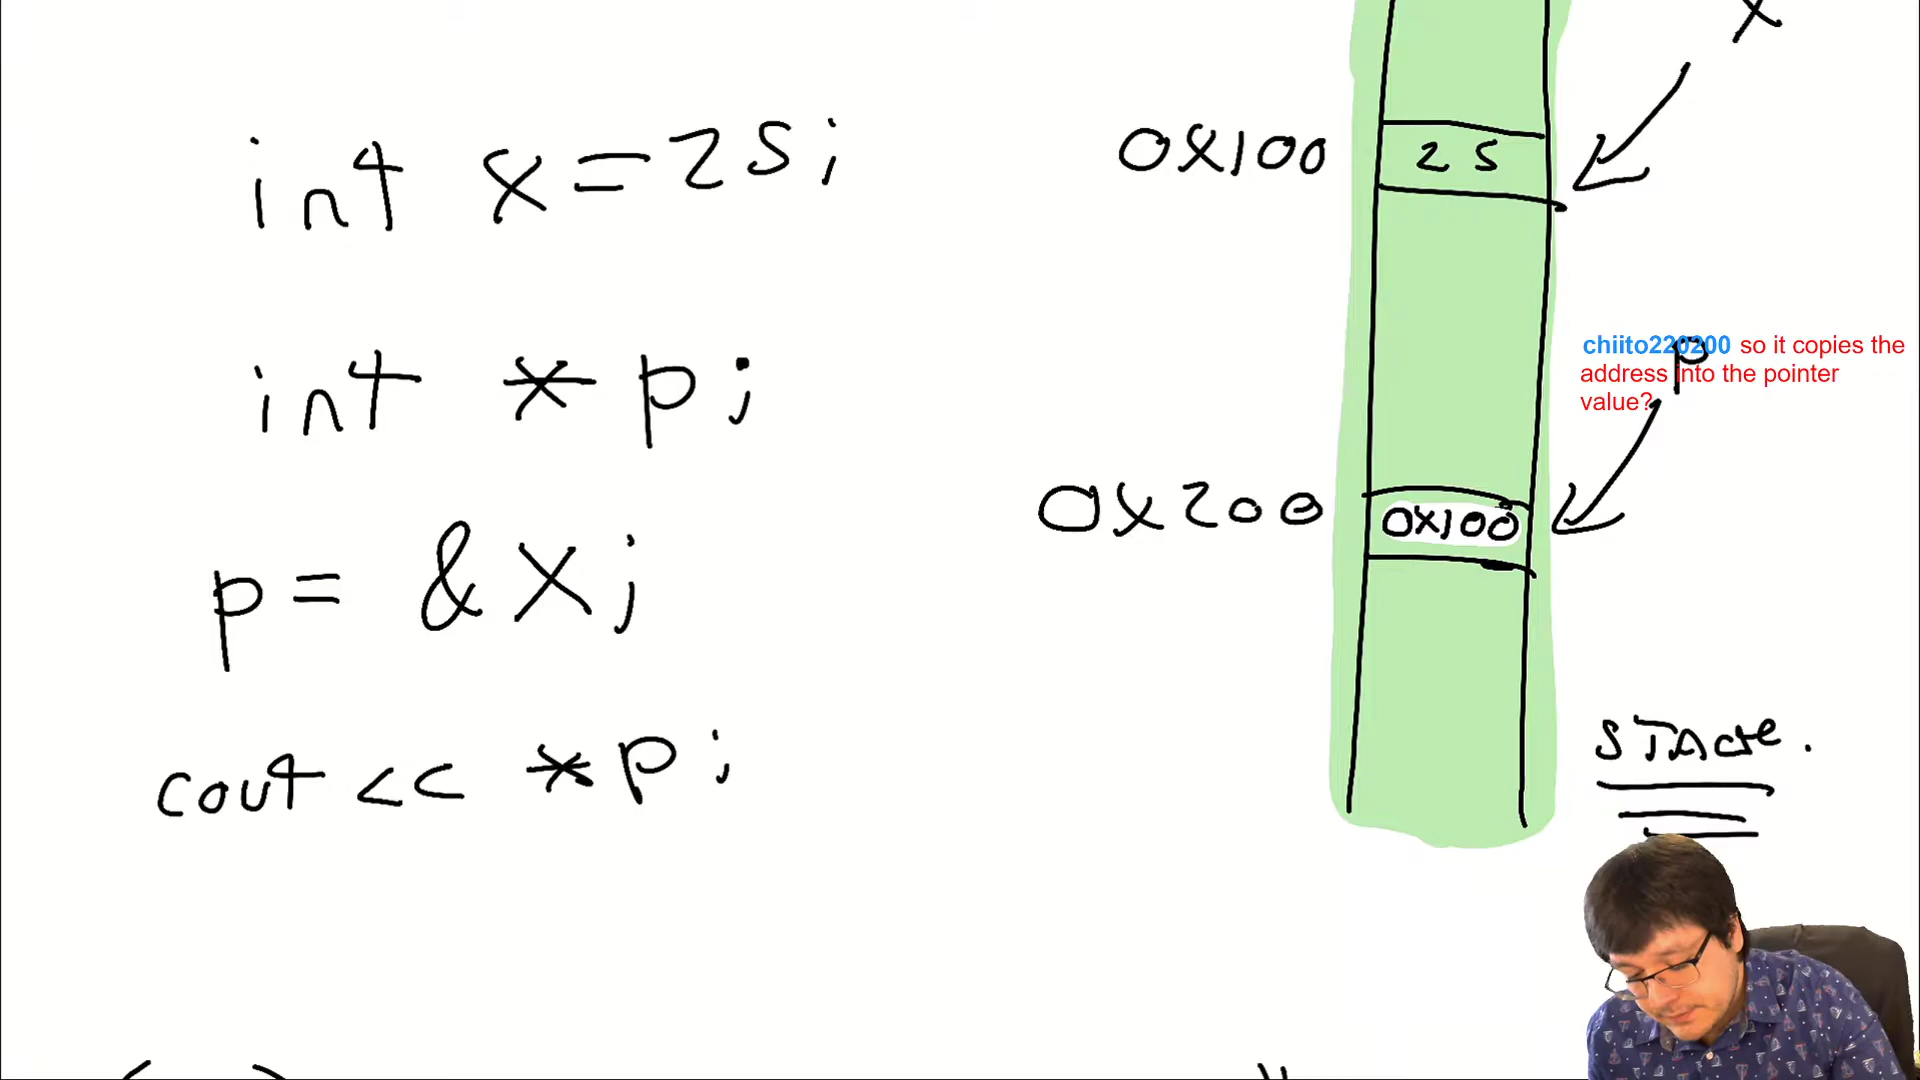 x
int x=25;
0x100
25
int *p;
p
chiito220200 so it copies the
address into the pointer
value?
0x200
0x100
p= &x;
STACK.
cout << *p;